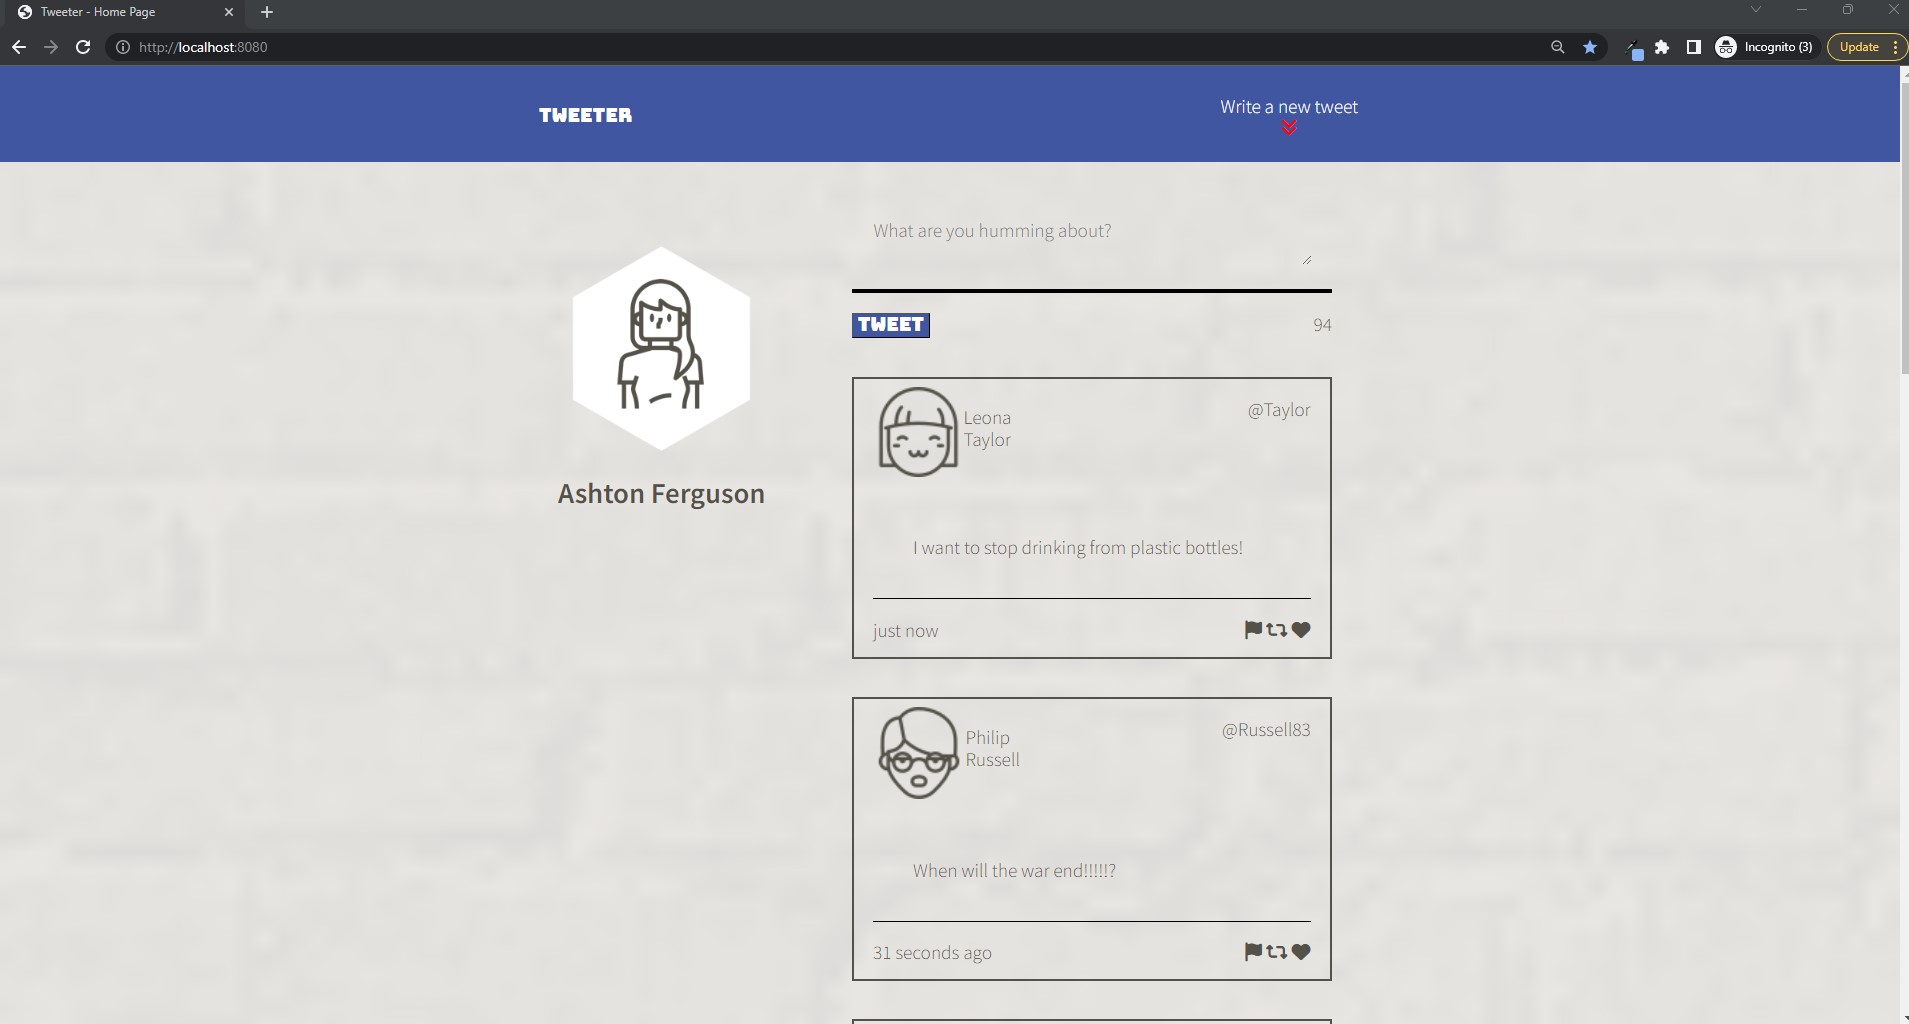 Tweeter - Home Page
http://localhost:8080
Incognito (3)
Update
TWEETER
Write a new tweet
What are you humming about?
TWEET
94
Ashton Ferguson
Leona
Taylor
@Taylor
I want to stop drinking from plastic bottles!
just now
Philip
Russell
@Russell83
When will the war end!!!!!?
31 seconds ago